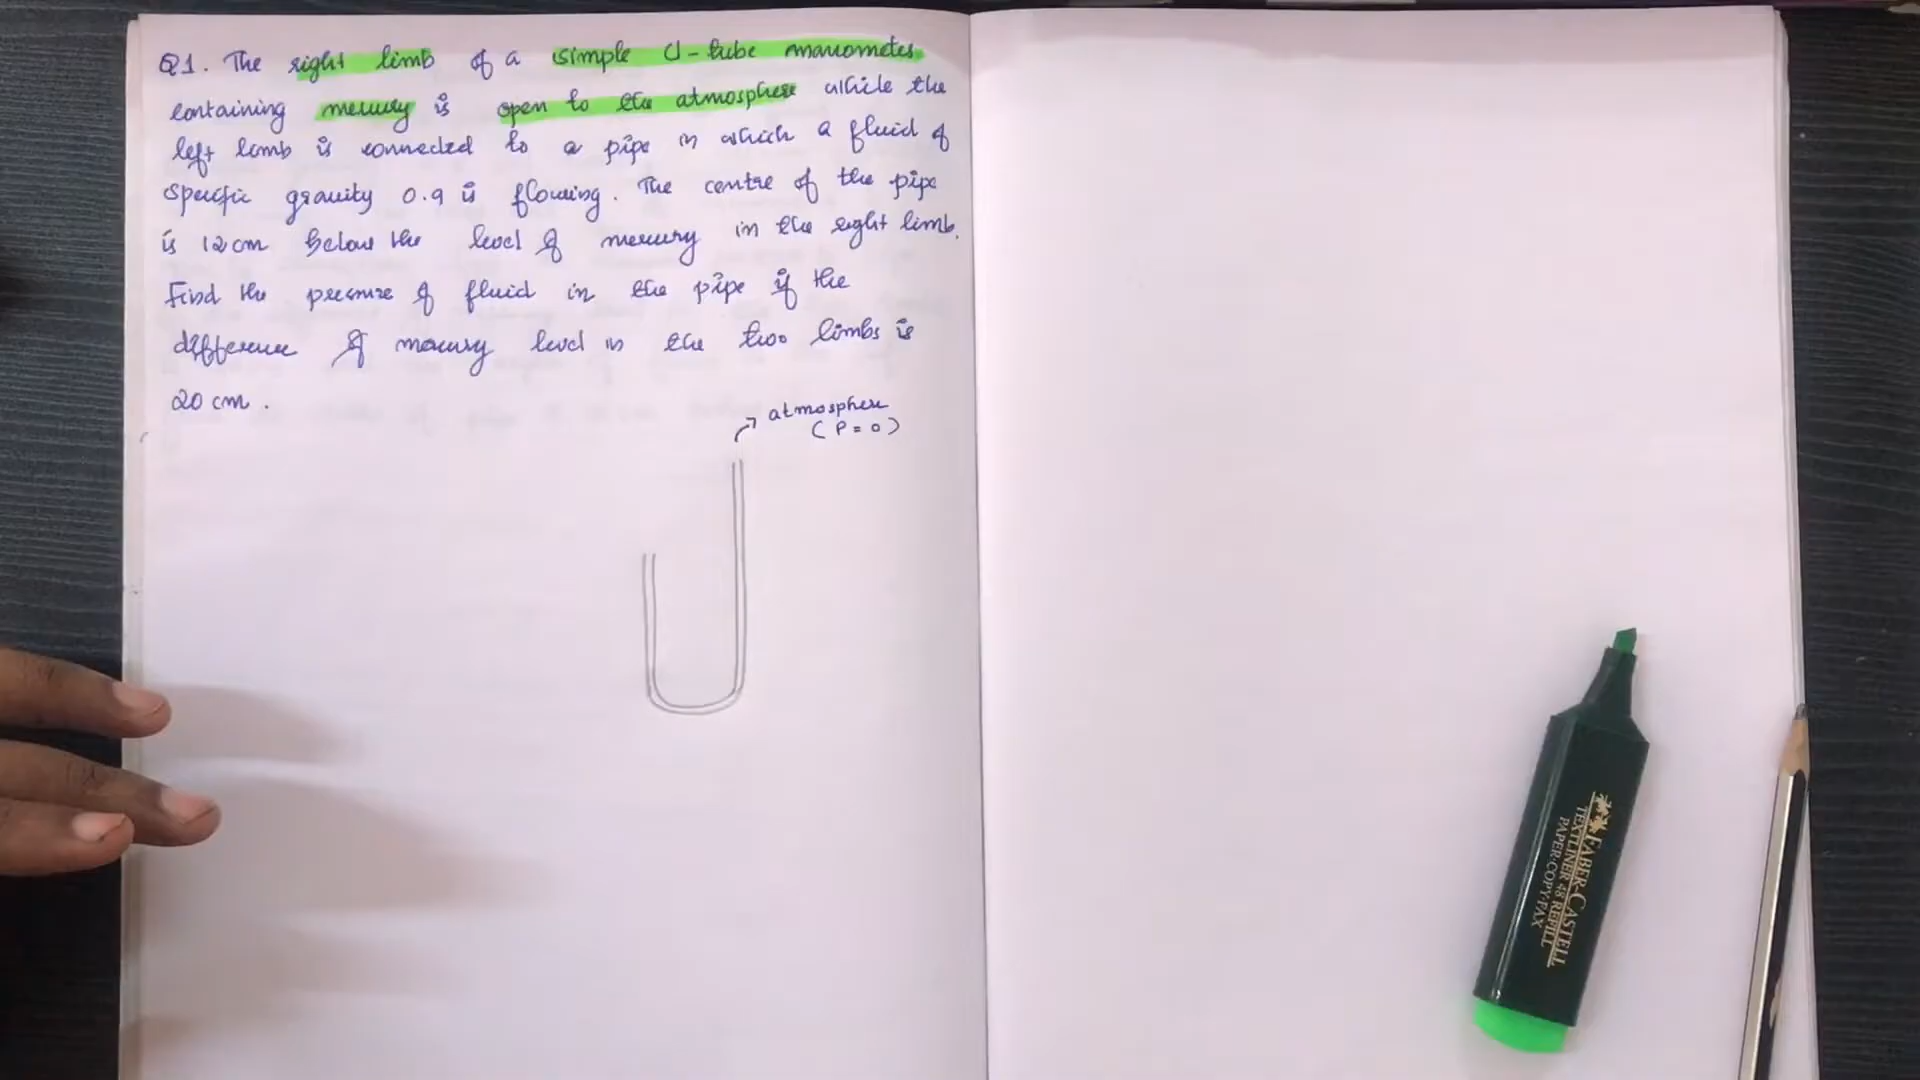 Q1. The right limb of a simple U-tube manometer
containing mercury is open to the atmosphere while the
left limb is connected to a pipe in which a fluid of
specific gravity 0.9 is flowing. The centre of the pipe
is 12cm below the level of mercury in the right limb.
Find the pressure of fluid in the pipe if the
difference of mercury level in the two limbs is
20 cm.
atmosphere
(P=0)
FABER-CASTELL
TEXTLINER 48 REFILL
PAPER-COPY-FAX